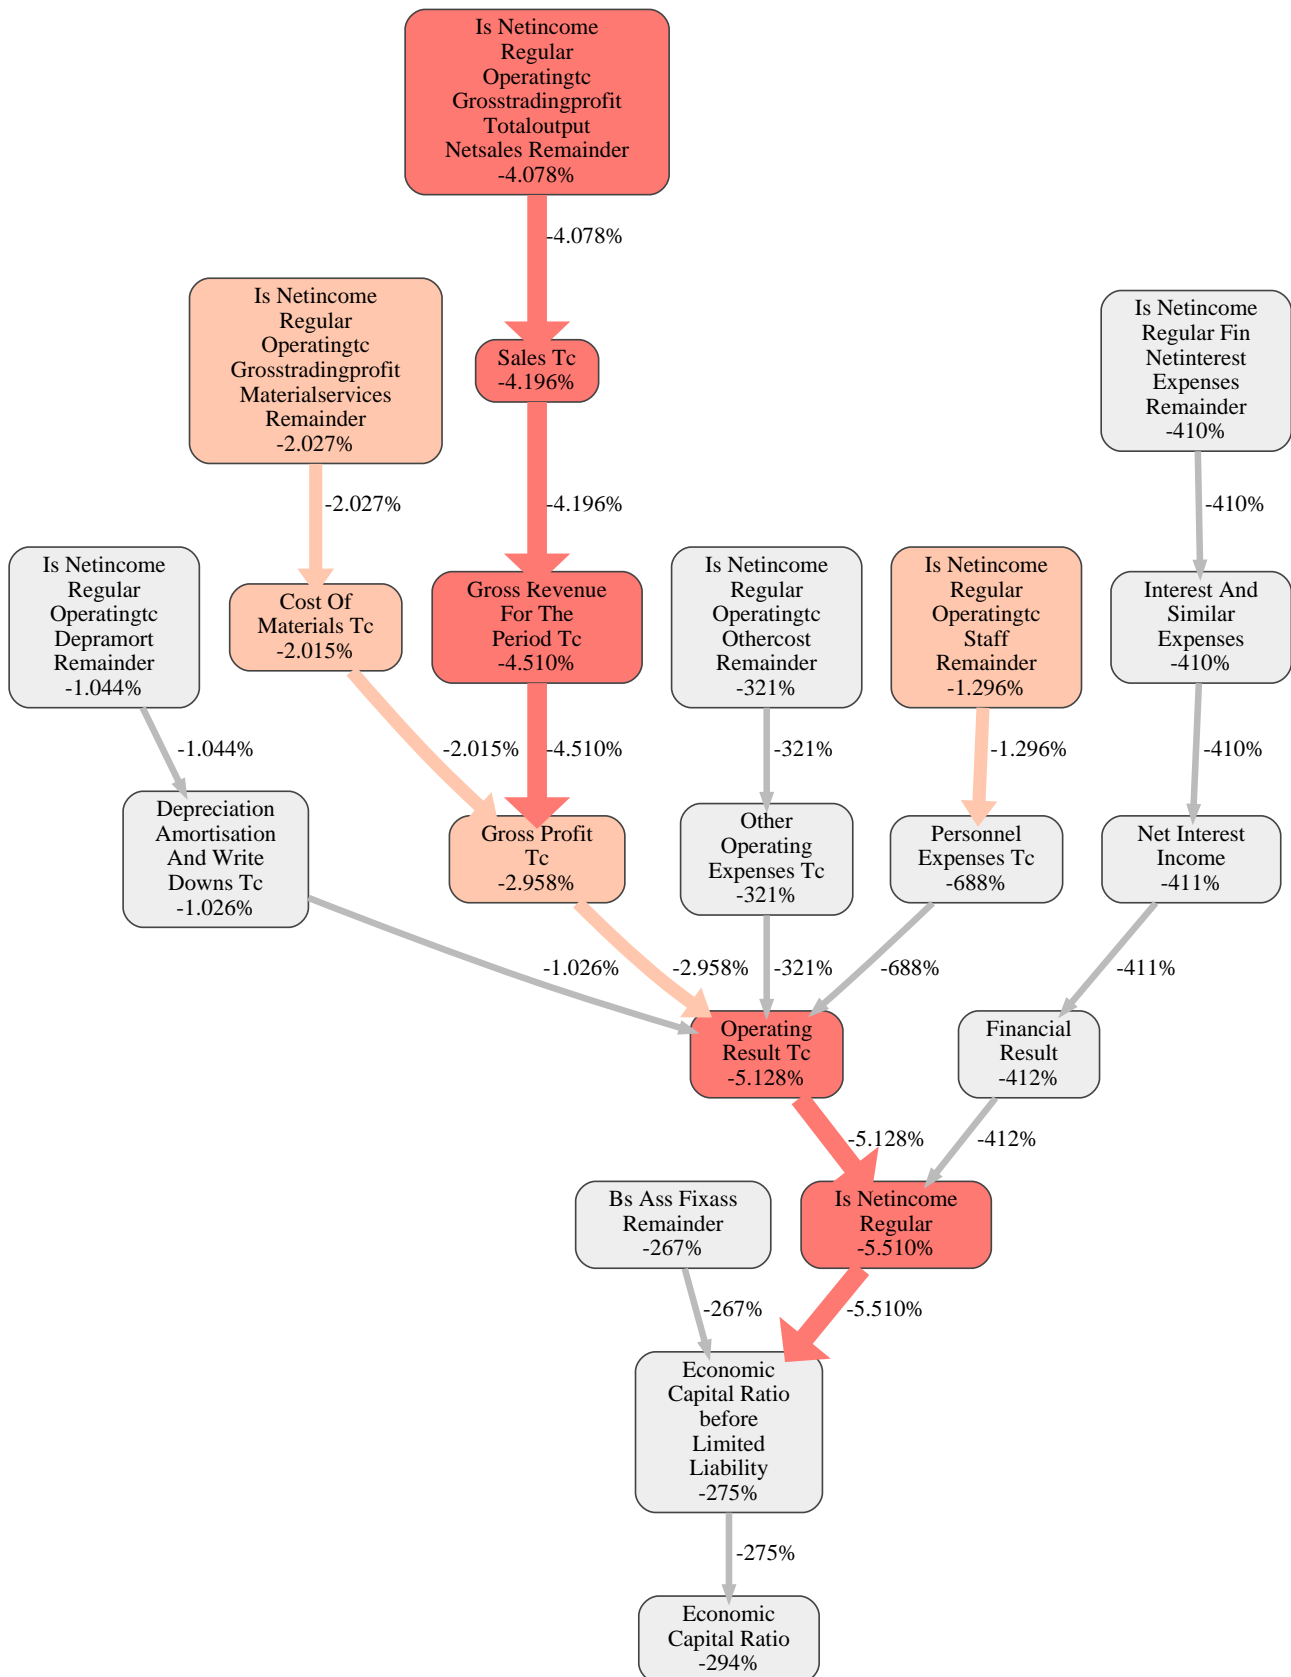 Is Netincome
Regular
Operatingtc
Grosstradingprofit
Totaloutput
Netsales Remainder
-4.078%
-4.078%
Is Netincome
Regular
Operatingtc
Grosstradingprofit
Materialservices
Remainder
-2.027%
Is Netincome
Regular Fin
Netinterest
Expenses
Remainder
-410%
Sales Tc
-4.196%
-2.027%
-4.196%
-410%
Is Netincome
Regular
Operatingtc
Depramort
Remainder
-1.044%
Cost Of
Materials Tc
-2.015%
Gross Revenue
For The
Period Tc
-4.510%
Is Netincome
Regular
Operatingtc
Othercost
Remainder
-321%
Is Netincome
Regular
Operatingtc
Staff
Remainder
-1.296%
Interest And
Similar
Expenses
-410%
-1.044%
-2.015%
-4.510%
-321%
-1.296%
-410%
Depreciation
Amortisation
And Write
Downs Tc
-1.026%
Gross Profit
Tc
-2.958%
Other
Operating
Expenses Tc
-321%
Personnel
Expenses Tc
-688%
Net Interest
Income
-411%
-1.026%
-2.958%
-321%
-688%
-411%
Operating
Result Tc
-5.128%
Financial
Result
-412%
-5.128%
-412%
Bs Ass Fixass
Remainder
-267%
Is Netincome
Regular
-5.510%
-267%
-5.510%
Economic
Capital Ratio
before
Limited
Liability
-275%
-275%
Economic
Capital Ratio
-294%